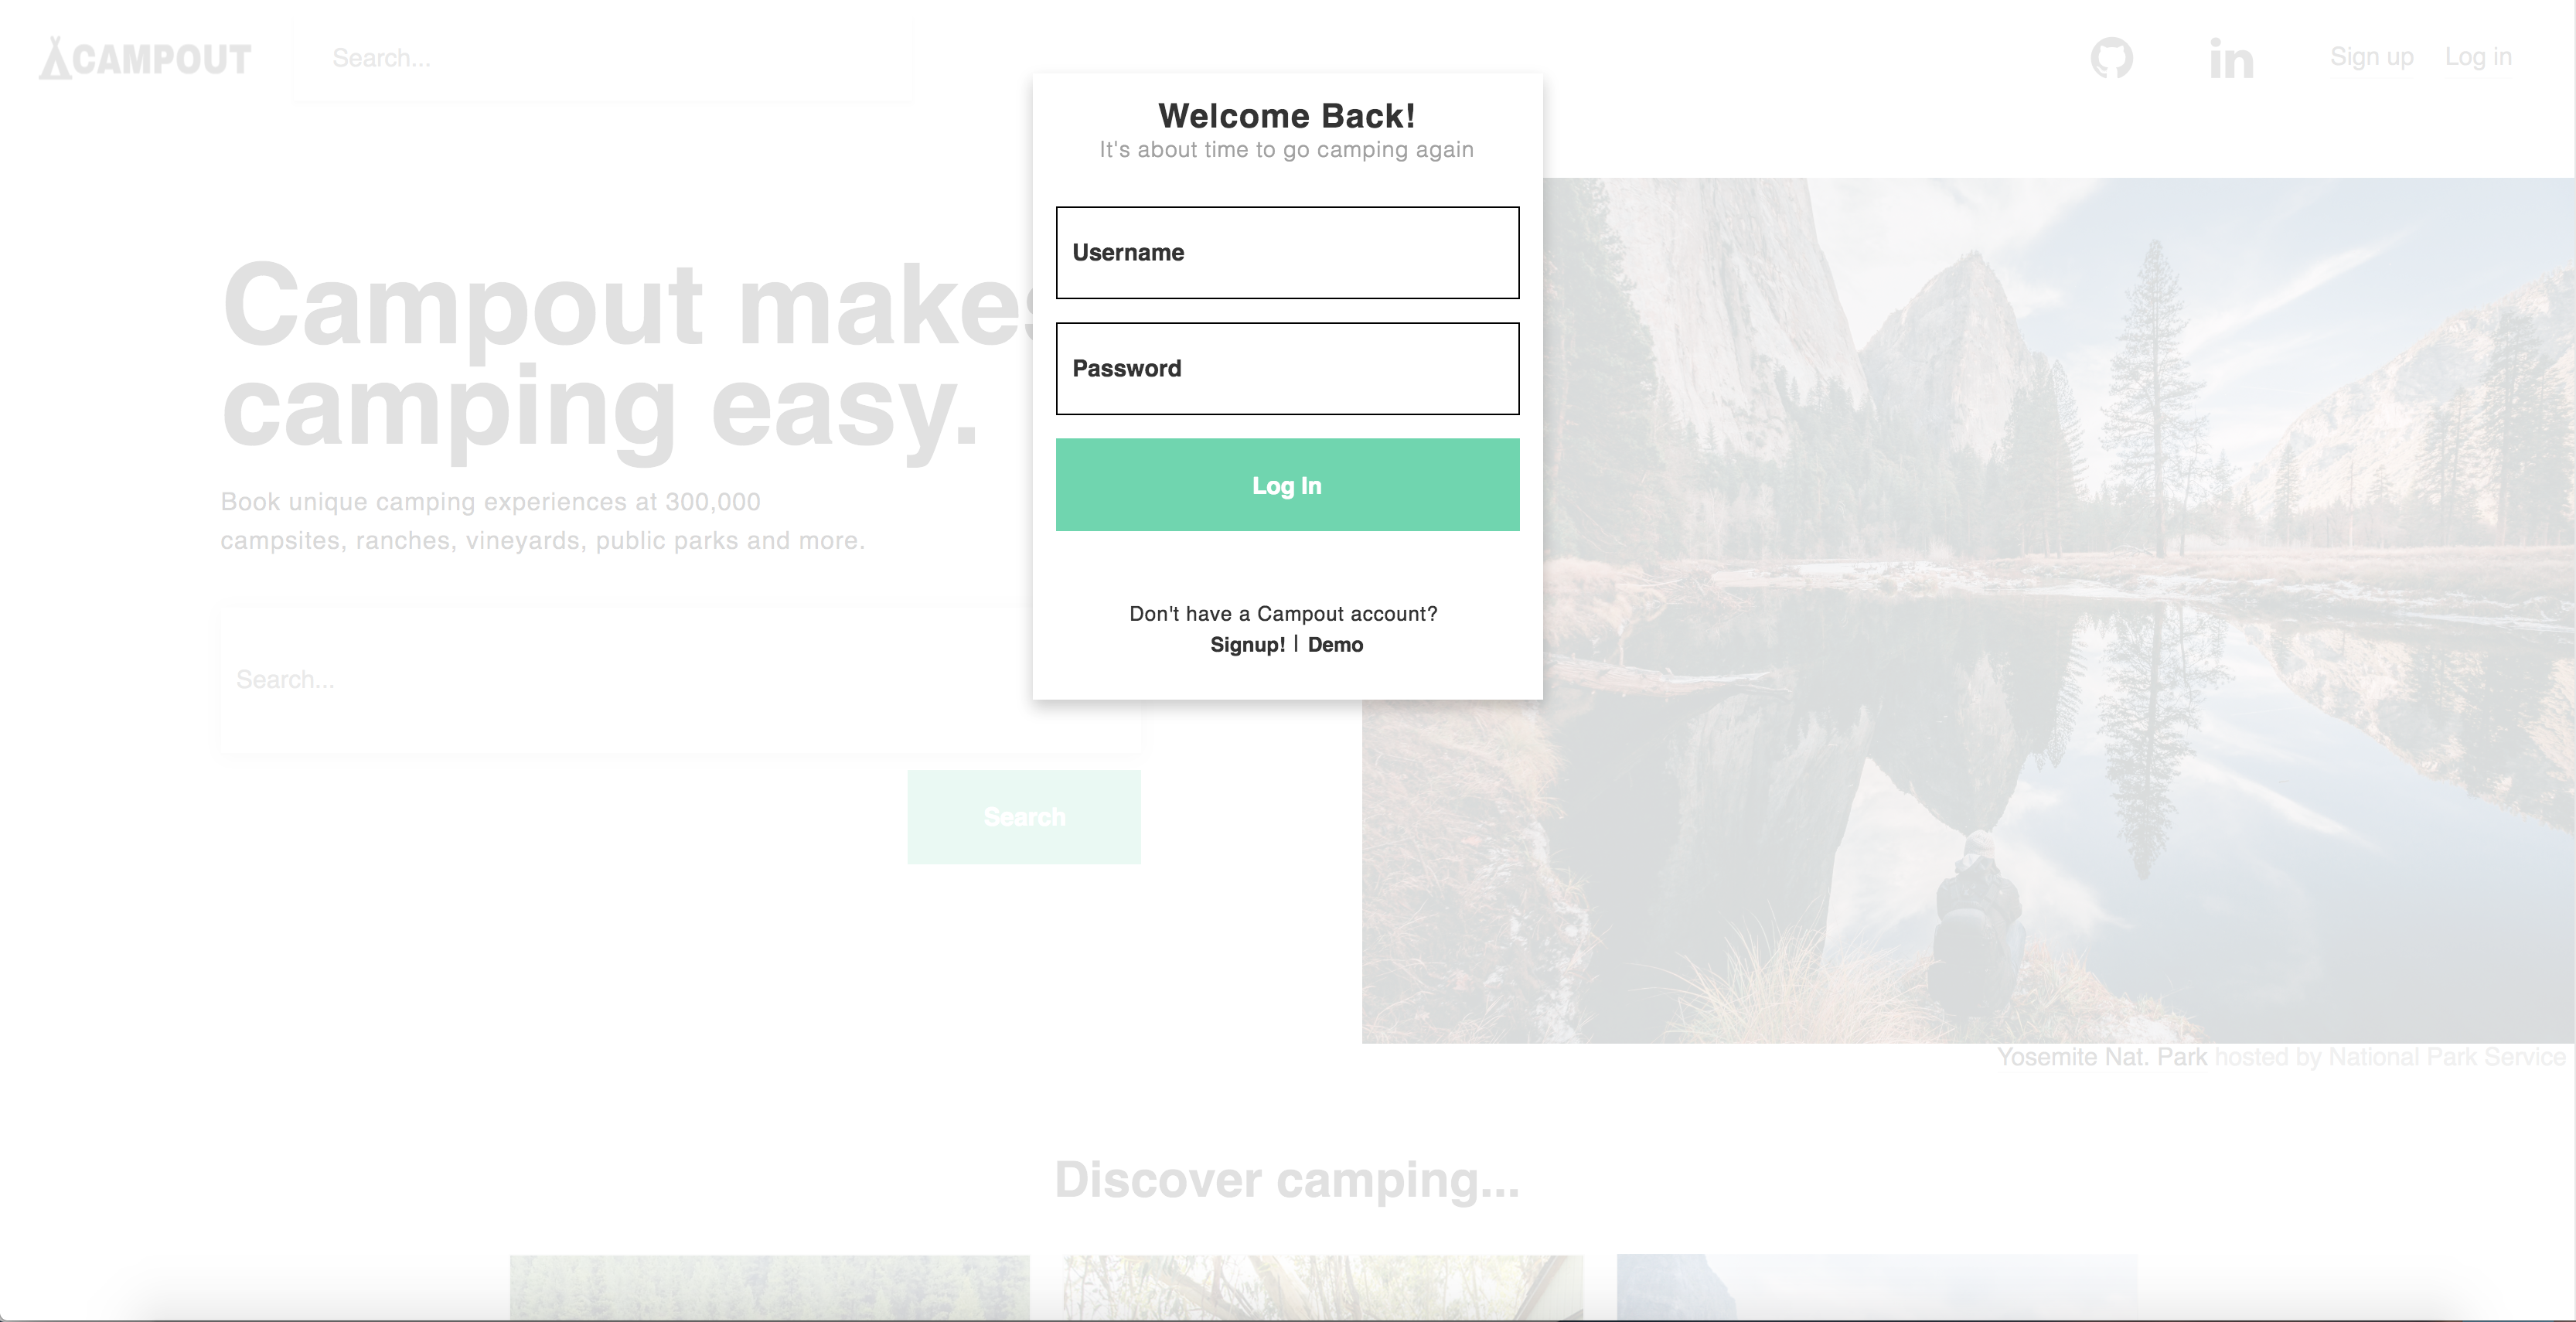 CAMPOUT
Search...
in
Sign up
Log in
Welcome Back!
It's about time to go camping again
Username
Password
Log In
Don't have a Campout account?
Signup! | Demo
Campout makes
camping easy.
Book unique camping experiences at 300,000
campsites, ranches, vineyards, public parks and more.
Search...
Search
Yosemite Nat. Park hosted by National Park Service
Discover camping...